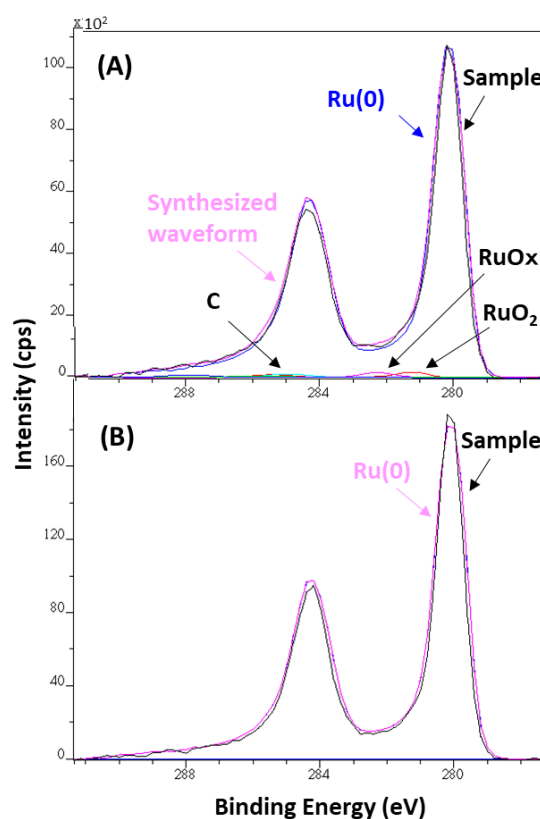 x10²
(A)
Sample
Ru(0)
100
80
Synthesized
waveform
60
RuOx
40
C
RuO₂
20
0
288
284
280
(B)
Sample
Ru(0)
160
120
80
40
0
288
284
280
Intensity (cps)
Binding Energy (eV)